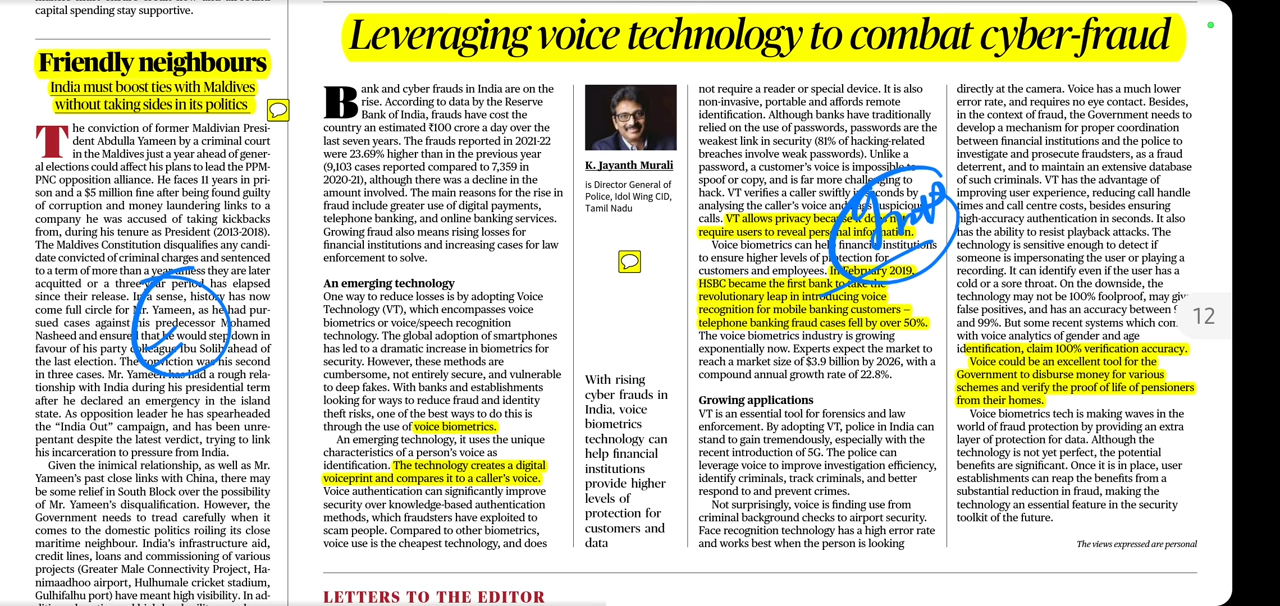 capital spending stay supportive.
Friendly neighbours
India must boost ties with Maldives
without taking sides in its politics
The conviction of former Maldivian Presi-
dent Abdulla Yameen by a criminal court
in the Maldives just a year ahead of gener-
al elections could affect his plans to lead the PPM-
PNC opposition alliance. He faces 11 years in pri-
son and a $5 million fine after being found guilty
of corruption and money laundering links to a
company he was accused of taking kickbacks
from, during his term as President (2013-2018).
The Maldives Constitution disqualifies any candi-
date convicted of criminal charges and sentenced
to a term of more than a year unless they are later
acquitted or a three-year period has elapsed
since their release. In a sense, history has now
come full circle for Mr. Yameen, as he had pur-
sued cases against his predecessor Mohamed
Nasheed and ensured that he would step down in
favour of his party colleague Ibu Solih ahead of
the last election. The conviction was his second
in three cases. Mr. Yameen has had a rough rela-
tionship with India during his presidential term
after he declared an emergency in the island
state. As opposition leader he has spearheaded
the “India Out” campaign, and has been unre-
pentant despite the latest verdict, trying to link
his incarceration to pressure from India.
Given the inimical relationship, as well as Mr.
Yameen’s past close links with China, there may
be some relief in South Block over the possibility
of Mr. Yameen’s disqualification. However, the
Government needs to tread carefully when it
comes to the domestic politics roiling its close
maritime neighbour. India’s infrastructure aid,
credit lines, loans and commissioning of various
projects (Greater Male Connectivity Project, Ha-
nimaadhoo airport, Hulhumale cricket stadium,
Gulhifalhu port) have meant high visibility. In ad-
Leveraging voice technology to combat cyber-fraud
Bank and cyber frauds in India are on the
rise. According to data by the Reserve
Bank of India, frauds have cost the
country an estimated ₹100 crore a day over the
last seven years. The frauds reported in 2021-22
were 23.69% higher than in the previous year
(9,103 cases reported compared to 7,359 in
2020-21), although there was a decline in the
amount involved. The main reasons for the rise in
fraud include greater use of digital payments,
telephone banking, and online banking services.
Growing fraud also means rising losses for
financial institutions and increasing cases for law
enforcement to solve.
An emerging technology
One way to reduce losses is by adopting Voice
Technology (VT), which encompasses voice
biometrics or voice/speech recognition
technology. The global adoption of smartphones
has led to a dramatic increase in biometrics for
security. However, these methods are
cumbersome, not entirely secure, and vulnerable
to deep fakes. With banks and establishments
looking for ways to reduce fraud and identity
theft risks, one of the best ways to do this is
through the use of voice biometrics.
An emerging technology, it uses the unique
characteristics of a person’s voice as
identification. The technology creates a digital
voiceprint and compares it to a caller’s voice.
Voice authentication can significantly improve
security over knowledge-based authentication
methods, which fraudsters have exploited to
scam people. Compared to other biometrics,
voice use is the cheapest technology, and does
K. Jayanth Murali
is Director General of
Police, Idol Wing CID,
Tamil Nadu
With rising
cyber frauds in
India, voice
biometrics
technology can
help financial
institutions
provide higher
levels of
protection for
customers and
data
not require a reader or special device. It is also
non-invasive, portable and affords remote
identification. Although banks have traditionally
relied on the use of passwords, passwords are the
weakest link in security (81% of hacking-related
breaches involve weak passwords). Unlike a
password, a customer’s voice is impossible to
spoof or copy, and is far more challenging to
hack. VT verifies a caller swiftly in seconds by
analysing the caller’s voice and flags suspicious
calls. VT allows privacy because it does not
require users to reveal personal information.
Voice biometrics can help financial institutions
to ensure higher levels of protection for
customers and employees. In February 2019,
HSBC became the first bank to take the
revolutionary leap in introducing voice
recognition for mobile banking customers –
telephone banking fraud cases fell by over 50%.
The voice biometrics industry is growing
exponentially now. Experts expect the market to
reach a market size of $3.9 billion by 2026, with a
compound annual growth rate of 22.8%.
Growing applications
VT is an essential tool for forensics and law
enforcement. By adopting VT, police in India can
stand to gain tremendously, especially with the
recent introduction of 5G. The police can
leverage voice to improve investigation efficiency,
identify criminals, track criminals, and better
respond to and prevent crimes.
Not surprisingly, voice is finding use from
criminal background checks to airport security.
Face recognition technology has a high error rate
and works best when the person is looking
directly at the camera. Voice has a much lower
error rate, and requires no eye contact. Besides,
in the context of fraud, the Government needs to
develop a mechanism for proper coordination
between financial institutions and the police to
investigate and prosecute fraudsters, as a fraud
deterrent, and to maintain an extensive database
of such criminals. VT has the advantage of
improving user experience, reducing call handle
times and call centre costs, besides ensuring
high-accuracy authentication in seconds. It also
has the ability to resist playback attacks. The
technology is sensitive enough to detect if
someone is impersonating the user or playing a
recording. It can identify even if the user has a
cold or a sore throat. On the downside, the
technology may not be 100% foolproof, may give
false positives, and has an accuracy between
and 99%. But some recent systems which
with voice analytics of gender and age
identification, claim 100% verification accuracy.
Voice could be an excellent tool for the
Government to disburse money for various
schemes and verify the proof of life of pensioners
from their homes.
Voice biometrics tech is making waves in the
world of fraud protection by providing an extra
layer of protection for data. Although the
technology is not yet perfect, the potential
benefits are significant. Once it is in place, user
establishments can reap the benefits from a
substantial reduction in fraud, making the
technology an essential feature in the security
toolkit of the future.
The views expressed are personal
12
LETTERS TO THE EDITOR